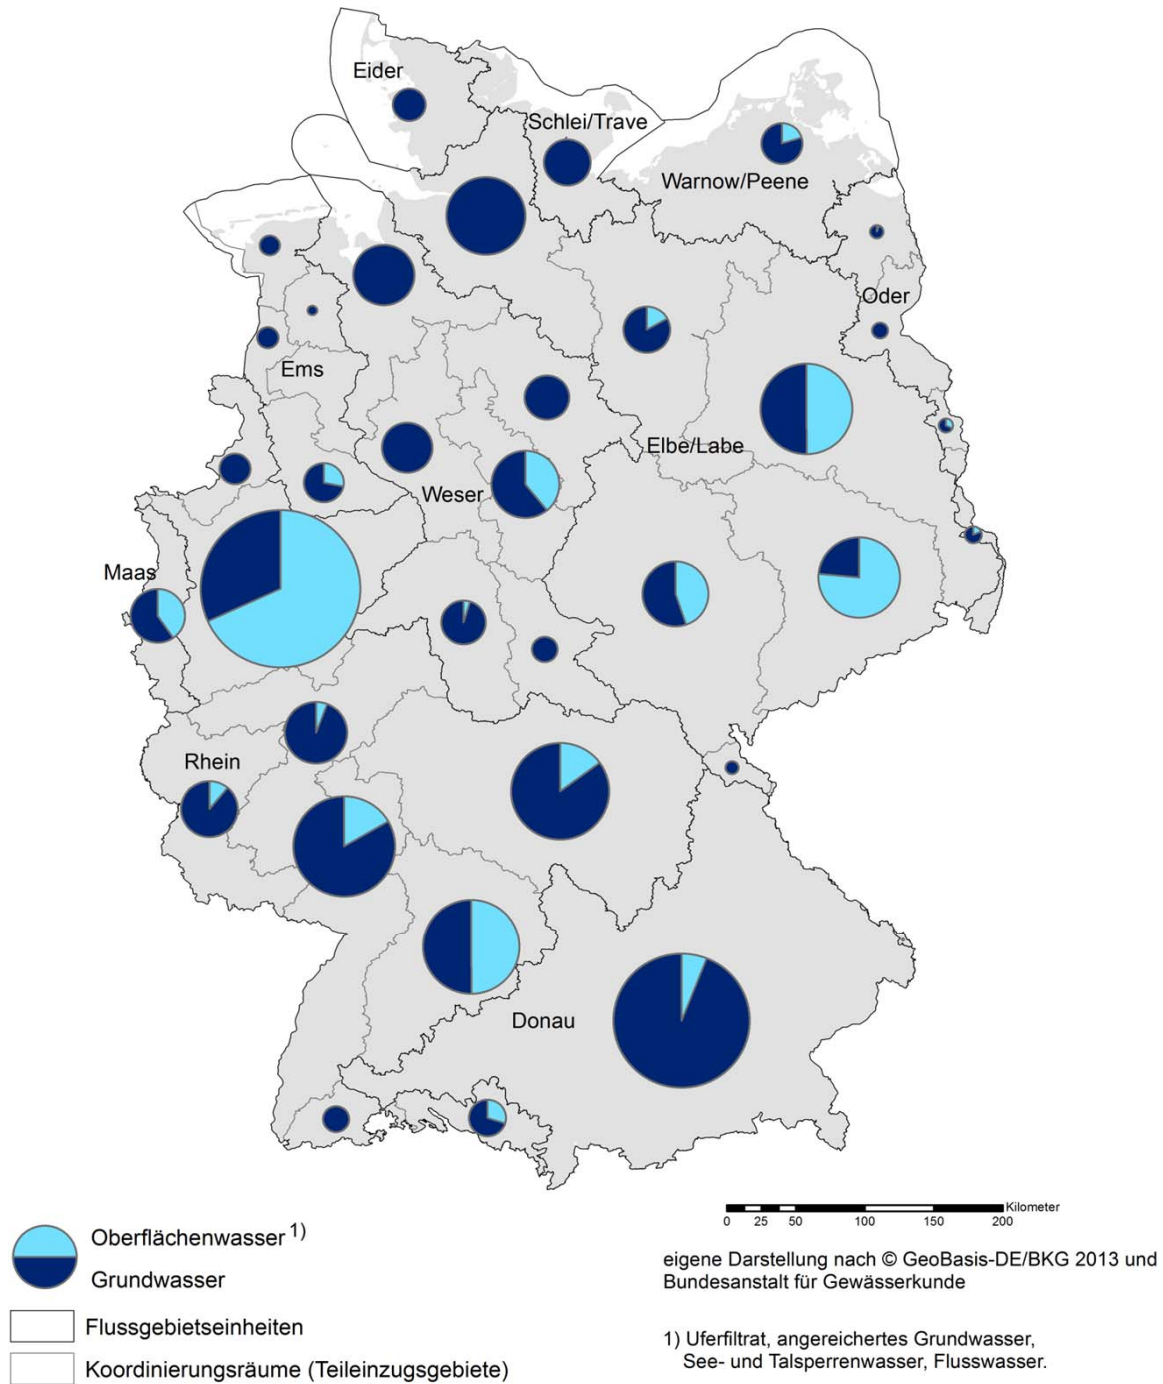 Eider
Schlei/Trave
Warnow/Peene
Oder
Ems
Elbe/Labe
Weser
Maas
Rhein
Donau
Kilometer
0 25 50 100 150 200
Oberflächenwasser 1)
Grundwasser
Flussgebietseinheiten
Koordinierungsräume (Teileinzugsgebiete)
eigene Darstellung nach © GeoBasis-DE/BKG 2013 und
Bundesanstalt für Gewässerkunde
1) Uferfiltrat, angereichertes Grundwasser,
See- und Talsperrenwasser, Flusswasser.